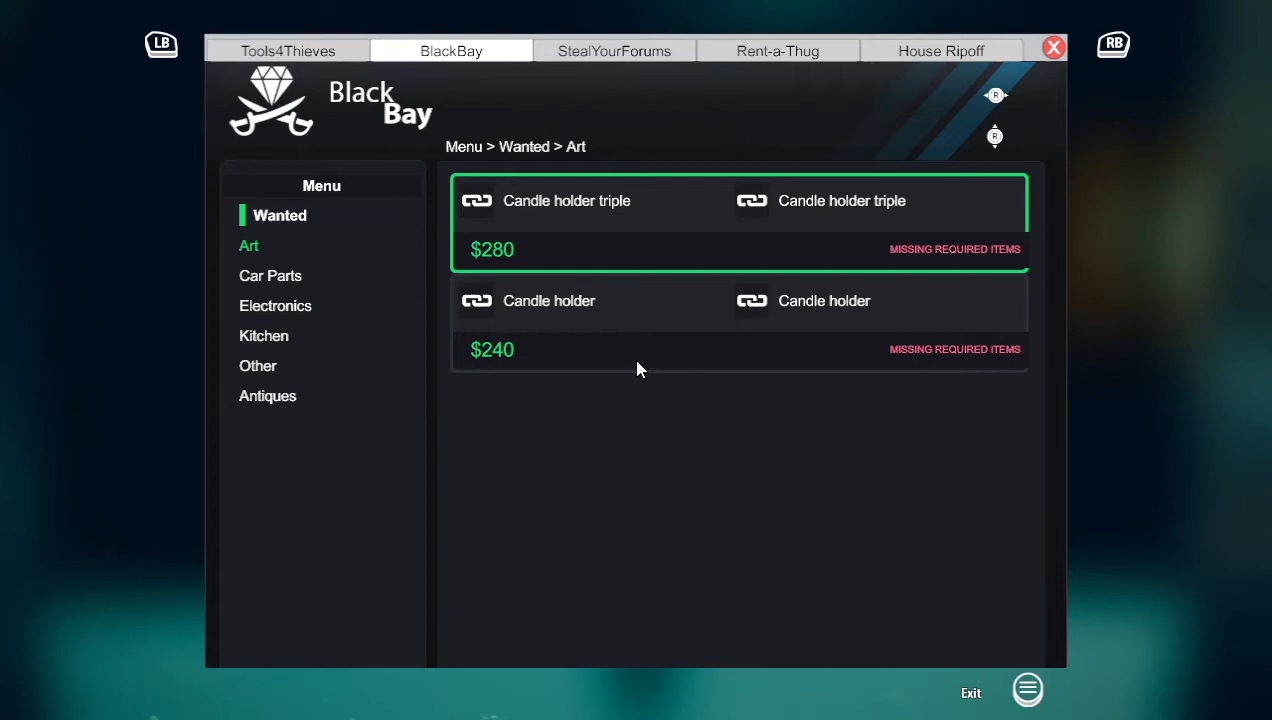 LB
Tools4Thieves BlackBay StealYourForums Rent-a-Thug House Ripoff X
RB
Black
Bay
R
R
Menu > Wanted > Art
Menu
Wanted
Art
Car Parts
Electronics
Kitchen
Other
Antiques
Candle holder triple Candle holder triple
$280 MISSING REQUIRED ITEMS
Candle holder Candle holder
$240 MISSING REQUIRED ITEMS
Exit